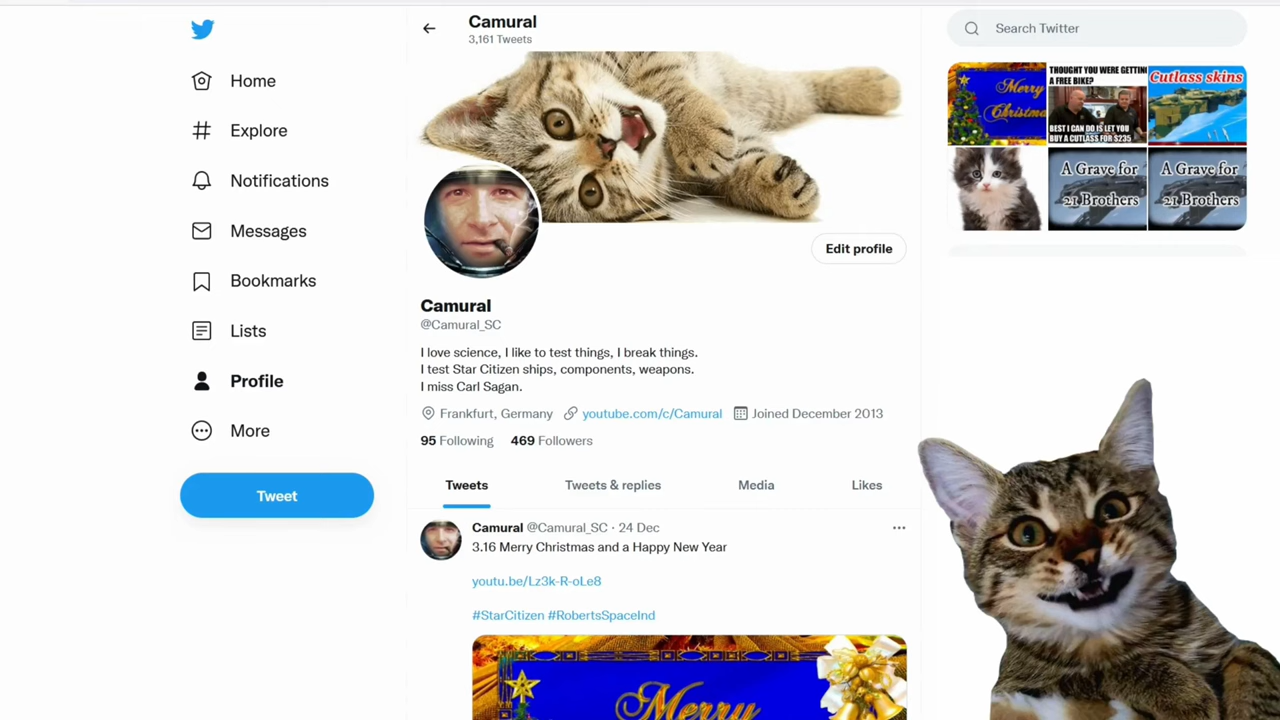 Camural
3,161 Tweets
Search Twitter
Home
Explore
Notifications
Messages
Bookmarks
Lists
Profile
More
Tweet
Merry
Christmas
THOUGHT YOU WERE GETTING
A FREE BIKE?
BEST I CAN DO IS LET YOU
BUY A CUTLASS FOR $235
Cutlass skins
A Grave for
21 Brothers
A Grave for
21 Brothers
Edit profile
Camural
@Camural_SC
I love science, I like to test things, I break things.
I test Star Citizen ships, components, weapons.
I miss Carl Sagan.
Frankfurt, Germany youtube.com/c/Camural Joined December 2013
95 Following 469 Followers
Tweets Tweets & replies Media Likes
Camural @Camural_SC · 24 Dec
3.16 Merry Christmas and a Happy New Year
youtu.be/Lz3k-R-oLe8
#StarCitizen #RobertsSpaceInd
Merry